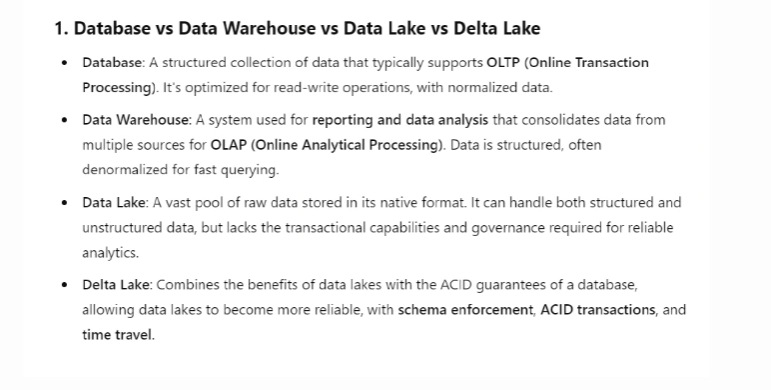 1. Database vs Data Warehouse vs Data Lake vs Delta Lake
• Database: A structured collection of data that typically supports OLTP (Online Transaction
Processing). It's optimized for read-write operations, with normalized data.
• Data Warehouse: A system used for reporting and data analysis that consolidates data from
multiple sources for OLAP (Online Analytical Processing). Data is structured, often
denormalized for fast querying.
• Data Lake: A vast pool of raw data stored in its native format. It can handle both structured and
unstructured data, but lacks the transactional capabilities and governance required for reliable
analytics.
• Delta Lake: Combines the benefits of data lakes with the ACID guarantees of a database,
allowing data lakes to become more reliable, with schema enforcement, ACID transactions, and
time travel.